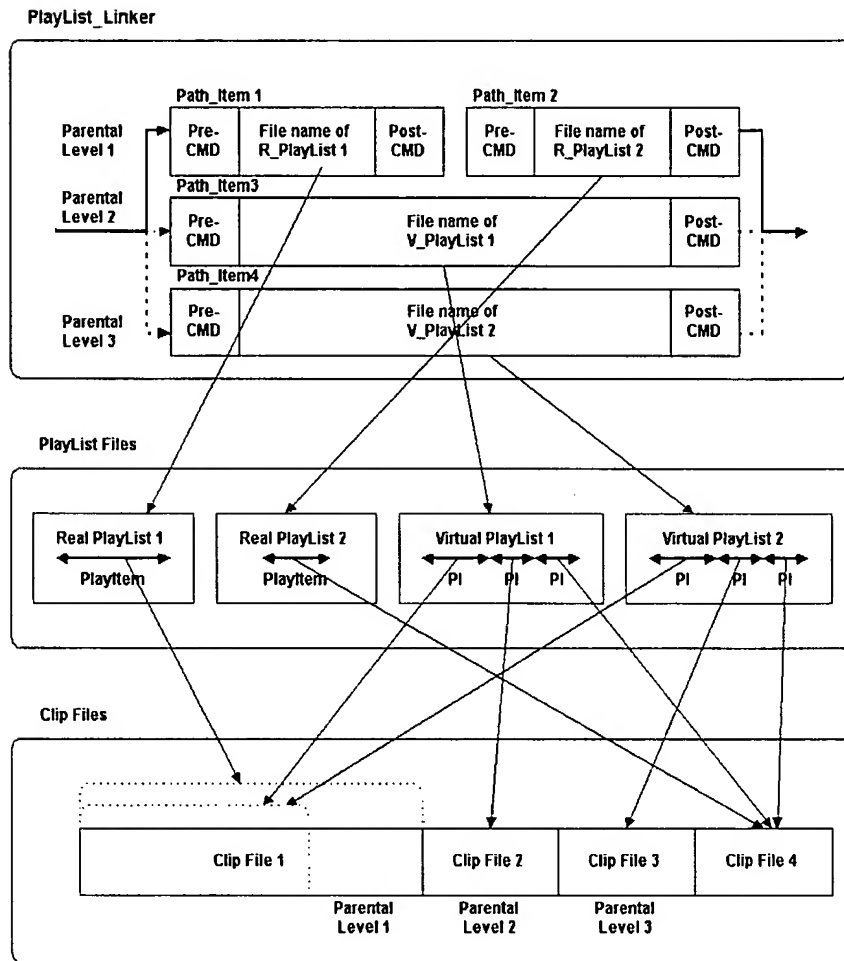 PlayList_Linker
Path_Item 1
Path_Item 2
Parental
Level 1
Pre-
CMD
File name of
R_PlayList 1
Post-
CMD
Pre-
CMD
File name of
R_PlayList 2
Post-
CMD
Path_Item3
Parental
Level 2
Pre-
CMD
File name of
V_PlayList 1
Post-
CMD
Path_Item4
Parental
Level 3
Pre-
CMD
File name of
V_PlayList 2
Post-
CMD
PlayList Files
Real PlayList 1
PlayItem
Real PlayList 2
PlayItem
Virtual PlayList 1
PI
PI
PI
Virtual PlayList 2
PI
PI
PI
Clip Files
Clip File 1
Clip File 2
Clip File 3
Clip File 4
Parental
Level 1
Parental
Level 2
Parental
Level 3